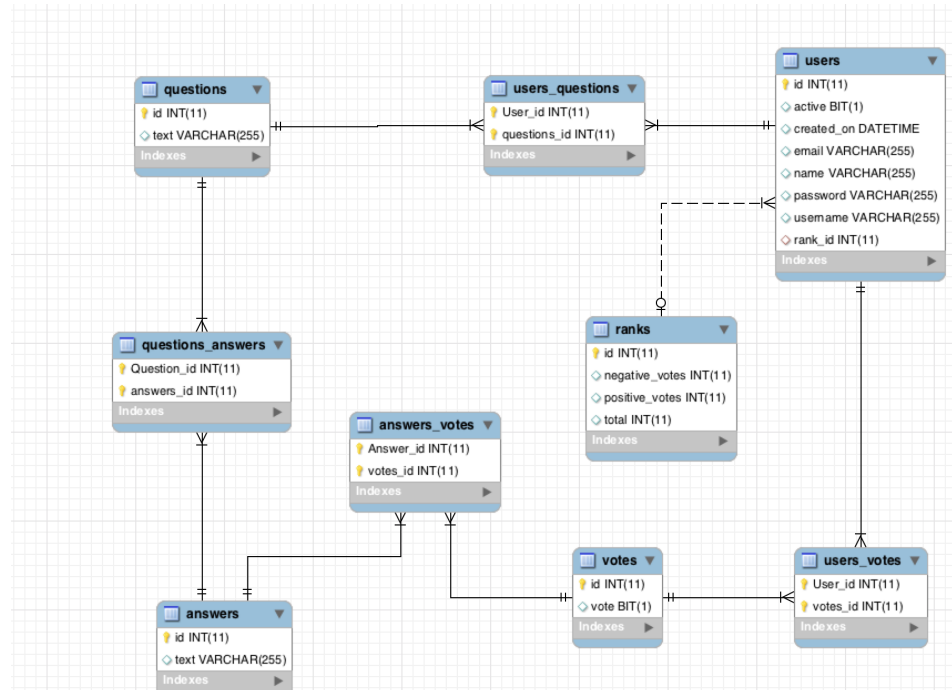 questions
id INT(11)
text VARCHAR(255)
Indexes
users_questions
User_id INT(11)
questions_id INT(11)
Indexes
users
id INT(11)
active BIT(1)
created_on DATETIME
email VARCHAR(255)
name VARCHAR(255)
password VARCHAR(255)
username VARCHAR(255)
rank_id INT(11)
Indexes
questions_answers
Question_id INT(11)
answers_id INT(11)
Indexes
ranks
id INT(11)
negative_votes INT(11)
positive_votes INT(11)
total INT(11)
Indexes
answers_votes
Answer_id INT(11)
votes_id INT(11)
Indexes
votes
id INT(11)
vote BIT(1)
Indexes
users_votes
User_id INT(11)
votes_id INT(11)
Indexes
answers
id INT(11)
text VARCHAR(255)
Indexes